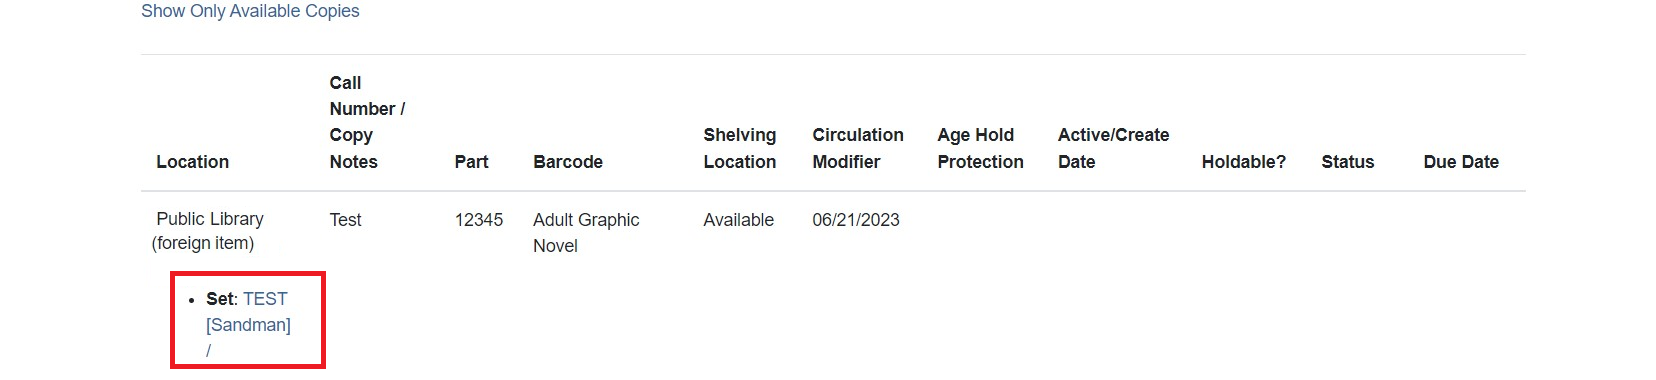 Show Only Available Copies
Location Call Number / Copy Notes Part Barcode Shelving Location Circulation Modifier Age Hold Protection Active/Create Date Holdable? Status Due Date
Public Library (foreign item) Test 12345 Adult Graphic Novel Available 06/21/2023
• Set: TEST
[Sandman]
/